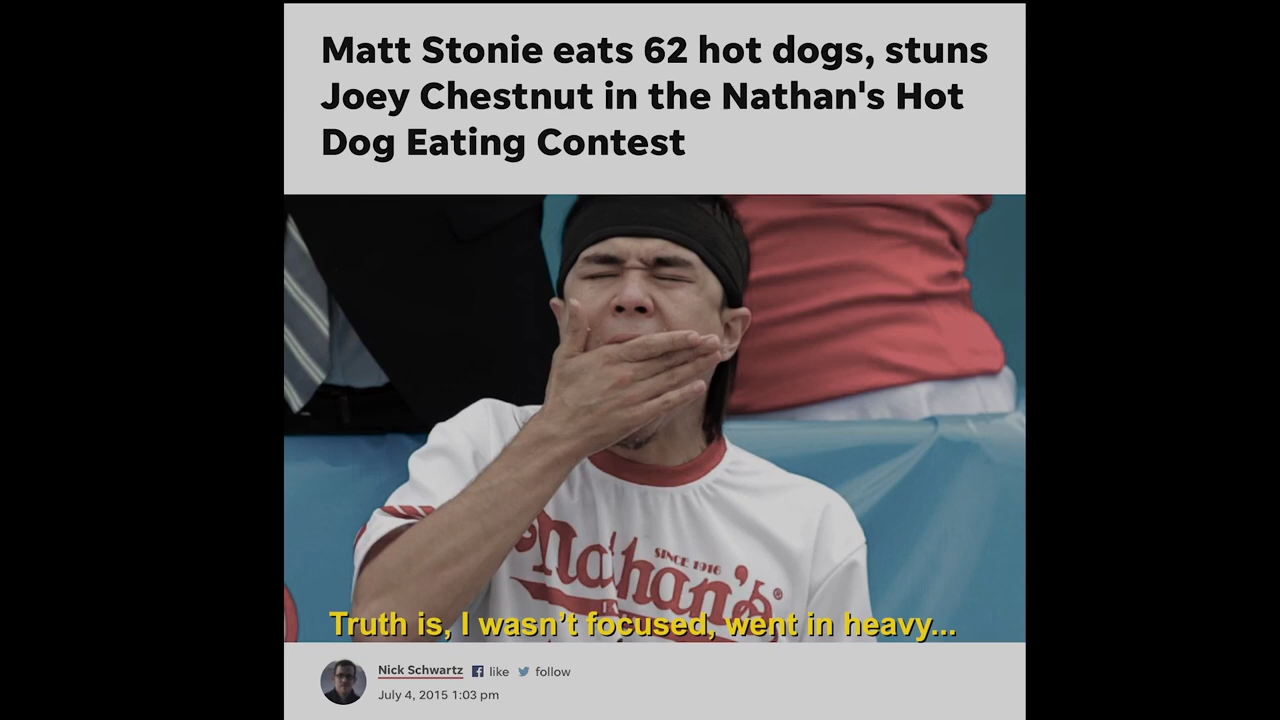 Matt Stonie eats 62 hot dogs, stuns
Joey Chestnut in the Nathan's Hot
Dog Eating Contest
SINCE 1916
Nathan's®
Truth is, I wasn't focused, went in heavy...
Nick Schwartz like follow
July 4, 2015 1:03 pm